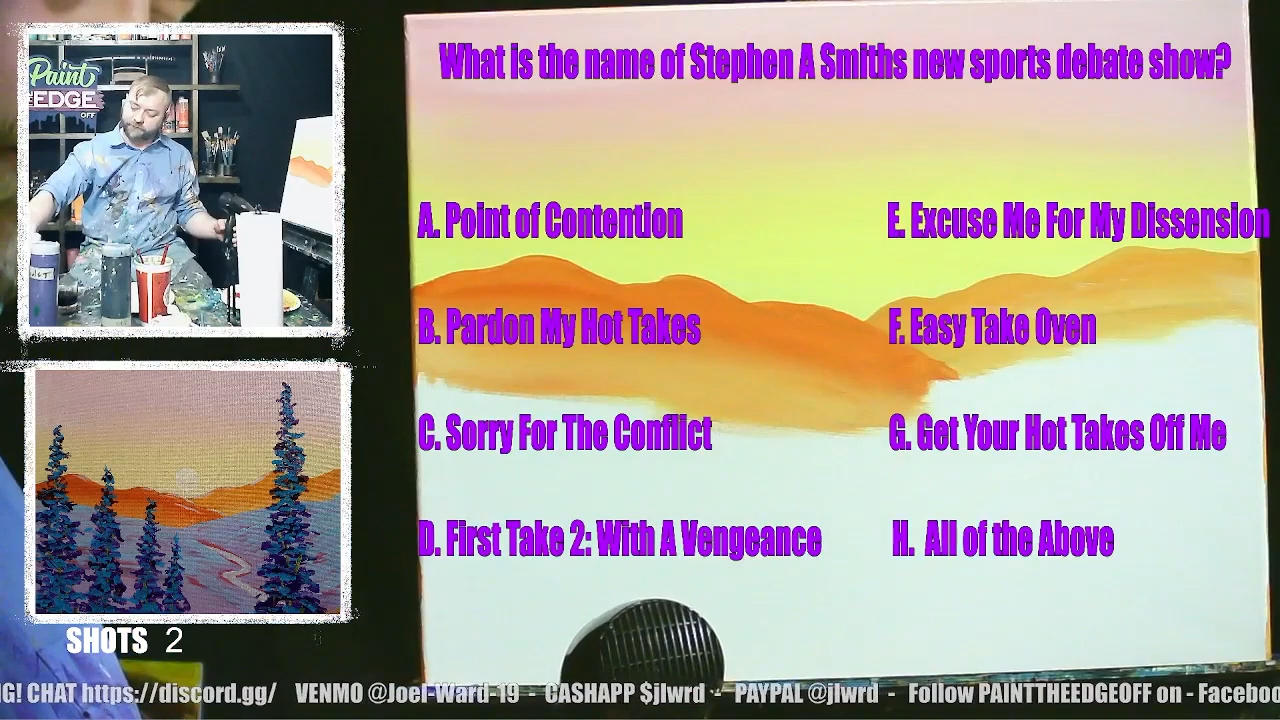 What is the name of Stephen A Smiths new sports debate show?
Paint
EDGE
OFF
A. Point of Contention
E. Excuse Me For My Dissension
B. Pardon My Hot Takes
F. Easy Take Oven
C. Sorry For The Conflict
G. Get Your Hot Takes Off Me
D. First Take 2: With A Vengeance
H. All of the Above
SHOTS 2
G! CHAT https://discord.gg/ VENMO @Joel-Ward-19 - CASHAPP $jlwrd - PAYPAL @jlwrd - Follow PAINTTHEEDGEOFF on - Faceboo